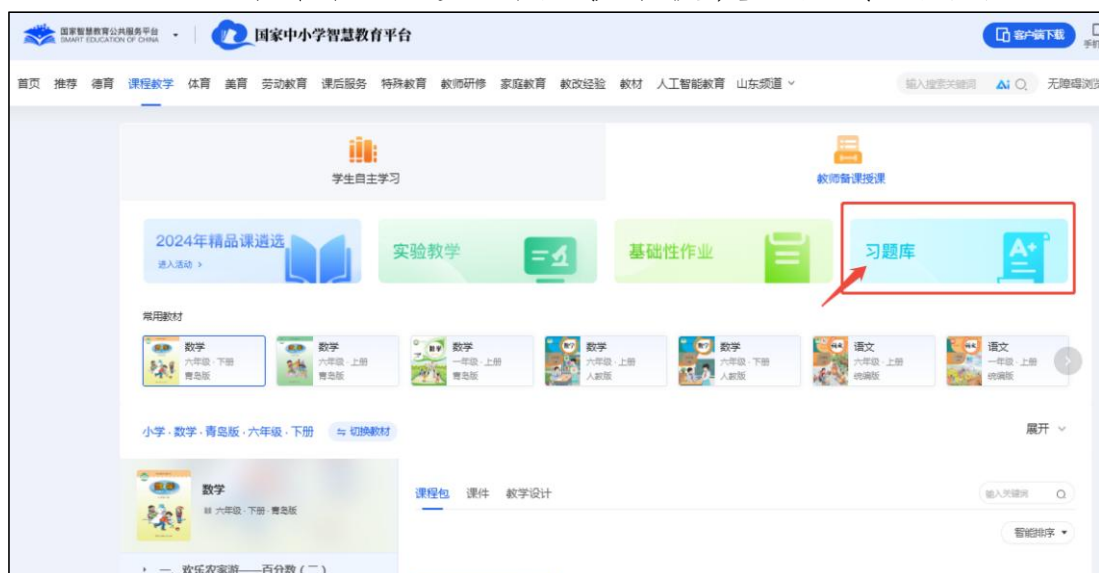 国家智慧教育公共服务平台
SMART EDUCATION OF CHINA
国家中小学智慧教育平台
客户端下载
首页 推荐 德育 课程教学 体育 美育 劳动教育 课后服务 特殊教育 教师研修 家庭教育 教改经验 教材 人工智能教育 山东频道
输入搜索关键词 Ai 无障碍浏览
学生自主学习
教师备课授课
2024年精品课遴选
进入活动 >
实验教学
基础性作业
习题库
A+
常用教材
数学
六年级 · 下册
青岛版
数学
六年级 · 上册
青岛版
数学
一年级 · 上册
青岛版
数学
六年级 · 上册
人教版
数学
六年级 · 下册
人教版
语文
六年级 · 上册
统编版
语文
一年级 · 上册
统编版
小学 · 数学 · 青岛版 · 六年级 · 下册 切换教材
展开
数学
六年级 · 下册 · 青岛版
课程包 课件 教学设计
输入关键词
智能排序
一 欢乐农家游——百分数(二)